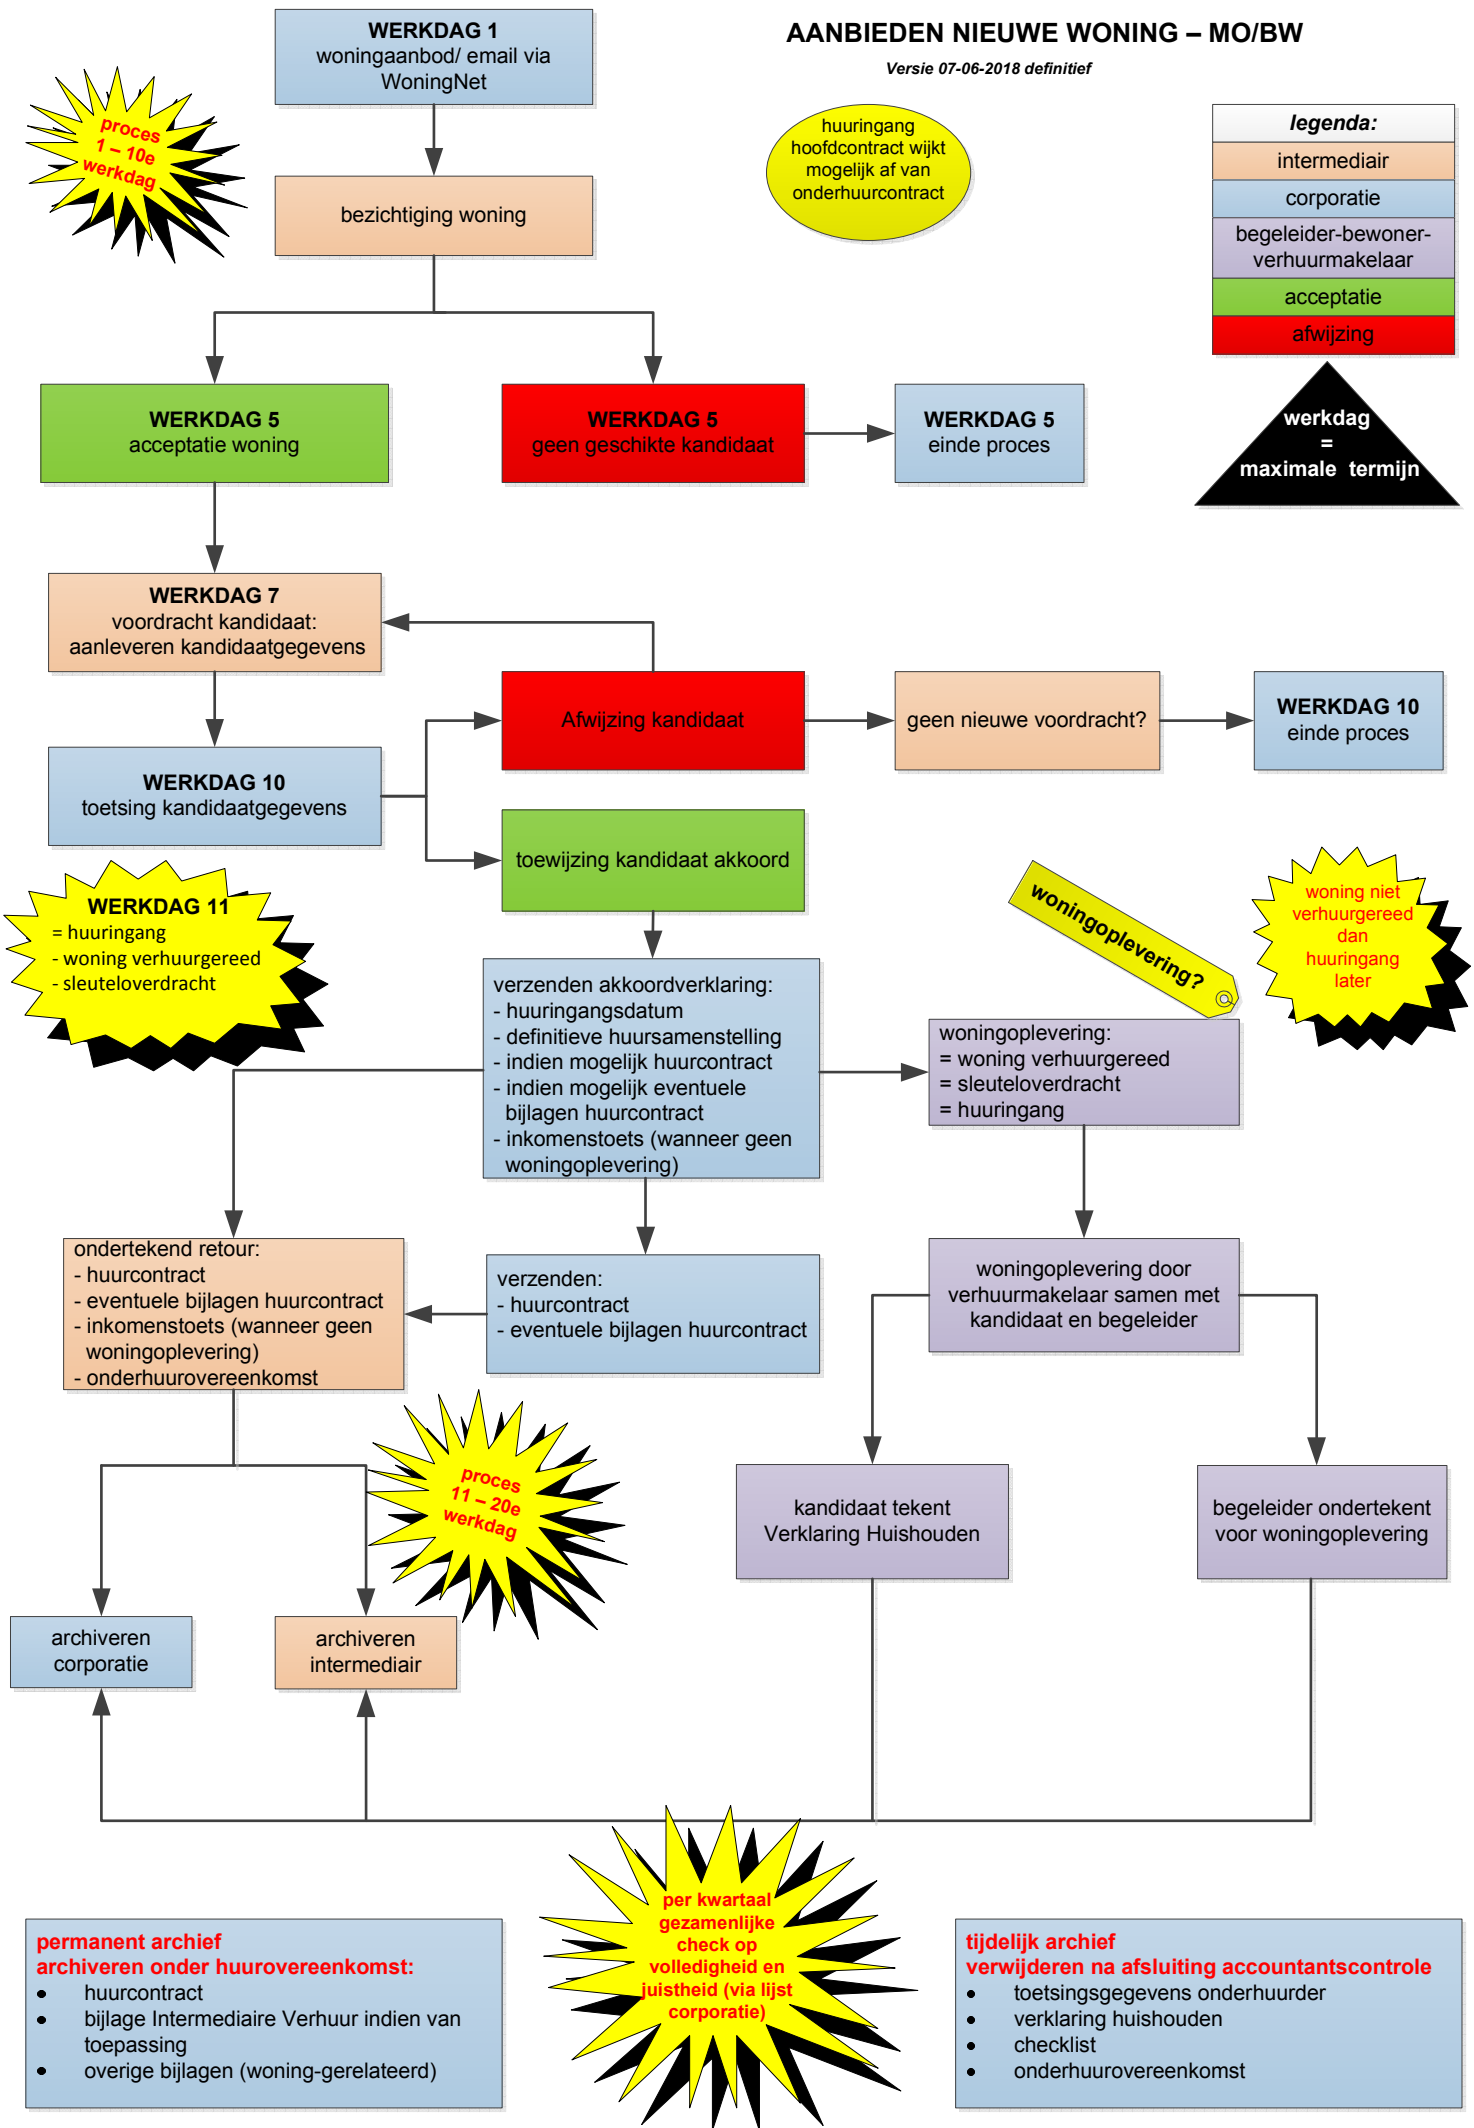 AANBIEDEN NIEUWE WONING – MO/BW
Versie 07-06-2018 definitief
WERKDAG 1
woningaanbod/ email via
WoningNet
proces
1 – 10e
werkdag
huuringang
hoofdcontract wijkt
mogelijk af van
onderhuurcontract
legenda:
intermediair
corporatie
begeleider-bewoner-
verhuurmakelaar
acceptatie
afwijzing
werkdag
=
maximale termijn
bezichtiging woning
WERKDAG 5
acceptatie woning
WERKDAG 5
geen geschikte kandidaat
WERKDAG 5
einde proces
WERKDAG 7
voordracht kandidaat:
aanleveren kandidaatgegevens
Afwijzing kandidaat
geen nieuwe voordracht?
WERKDAG 10
einde proces
WERKDAG 10
toetsing kandidaatgegevens
toewijzing kandidaat akkoord
WERKDAG 11
= huuringang
- woning verhuurgereed
- sleuteloverdracht
woningoplevering?
woning niet
verhuurgereed
dan
huuringang
later
verzenden akkoordverklaring:
- huuringangsdatum
- definitieve huursamenstelling
- indien mogelijk huurcontract
- indien mogelijk eventuele
bijlagen huurcontract
- inkomenstoets (wanneer geen
woningoplevering)
woningoplevering:
= woning verhuurgereed
= sleuteloverdracht
= huuringang
ondertekend retour:
- huurcontract
- eventuele bijlagen huurcontract
- inkomenstoets (wanneer geen
woningoplevering)
- onderhuurovereenkomst
verzenden:
- huurcontract
- eventuele bijlagen huurcontract
woningoplevering door
verhuurmakelaar samen met
kandidaat en begeleider
proces
11 – 20e
werkdag
kandidaat tekent
Verklaring Huishouden
begeleider ondertekent
voor woningoplevering
archiveren
corporatie
archiveren
intermediair
per kwartaal
gezamenlijke
check op
volledigheid en
juistheid (via lijst
corporatie)
permanent archief
archiveren onder huurovereenkomst:
• huurcontract
• bijlage Intermediaire Verhuur indien van
toepassing
• overige bijlagen (woning-gerelateerd)
tijdelijk archief
verwijderen na afsluiting accountantscontrole
• toetsingsgegevens onderhuurder
• verklaring huishouden
• checklist
• onderhuurovereenkomst